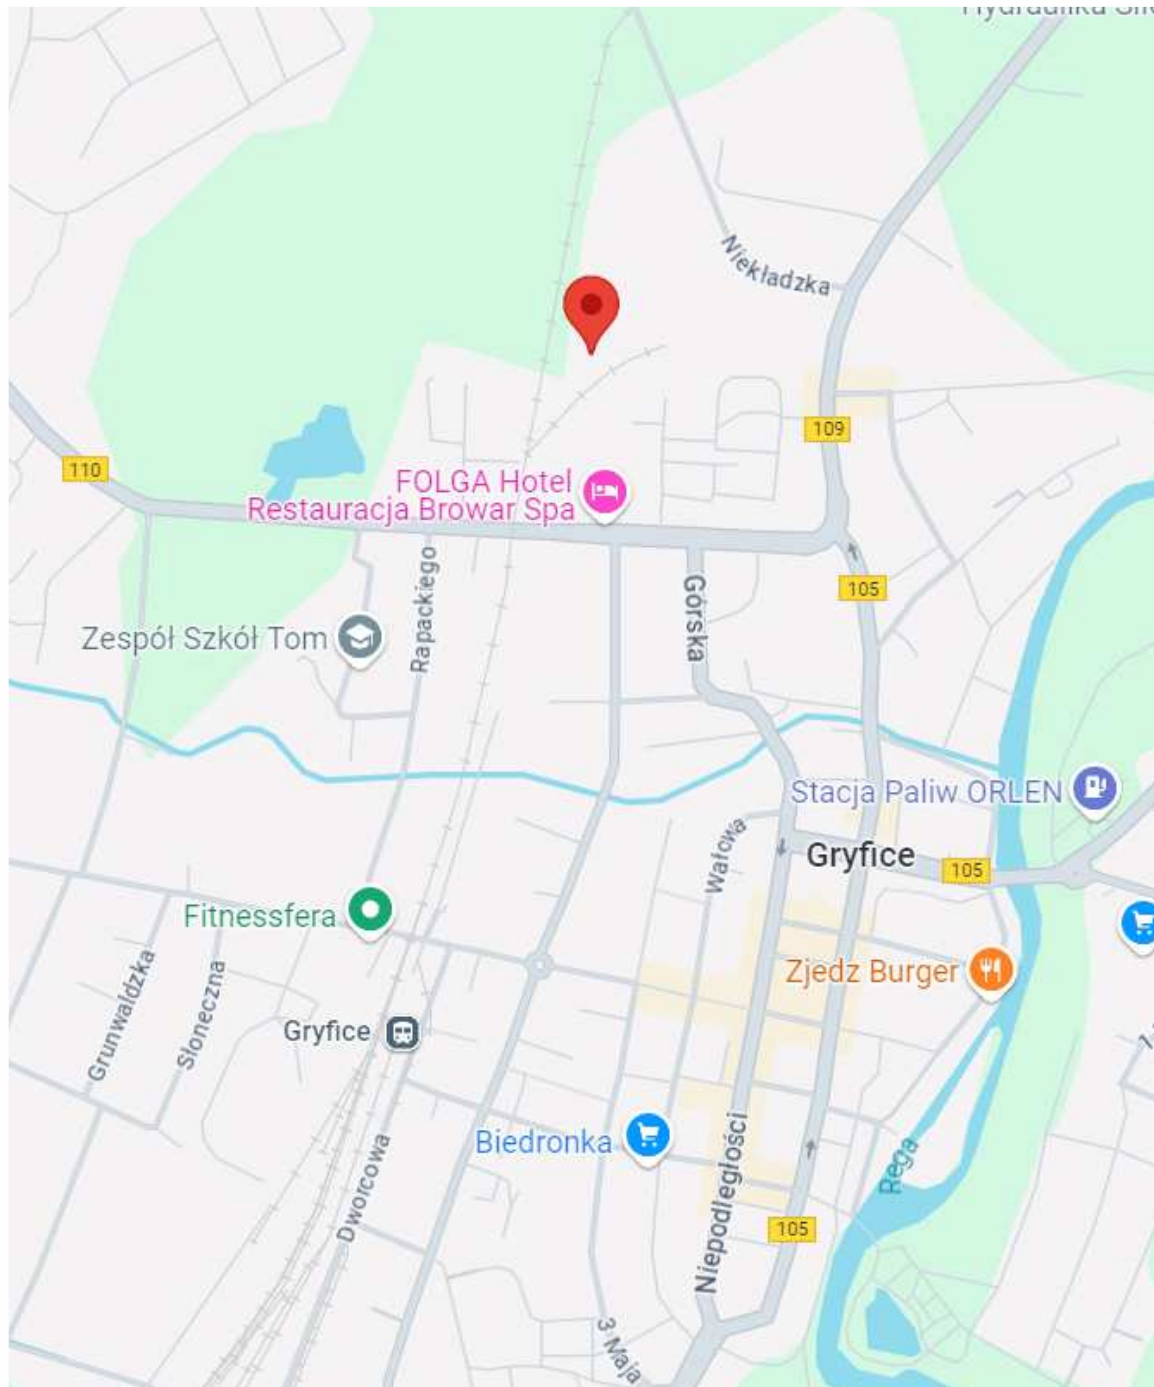 Niekładzka
109
110
FOLGA Hotel
Restauracja Browar Spa
105
Górska
Rapackiego
Zespół Szkół Tom
Stacja Paliw ORLEN
Wałowa
Gryfice
105
Fitnessfera
Zjedz Burger
Grunwaldzka
Słoneczna
Gryfice
Biedronka
Dworcowa
Niepodległości
Rega
105
3 Maja